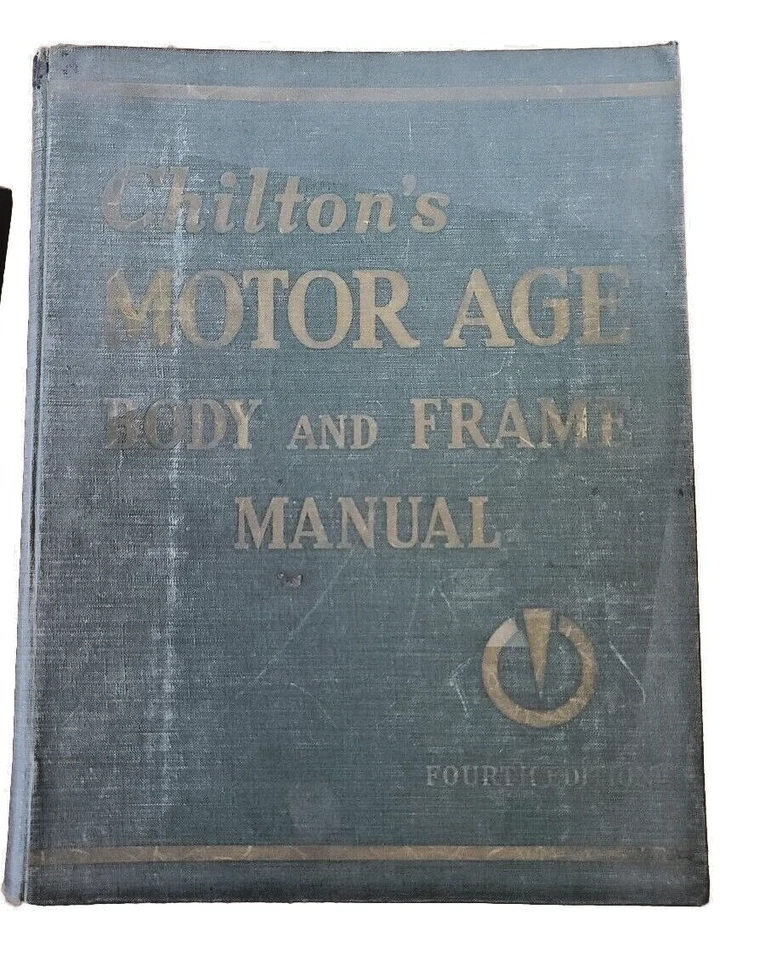 Chilton's
MOTOR AGE
BODY AND FRAME
MANUAL
FOURTH EDITION